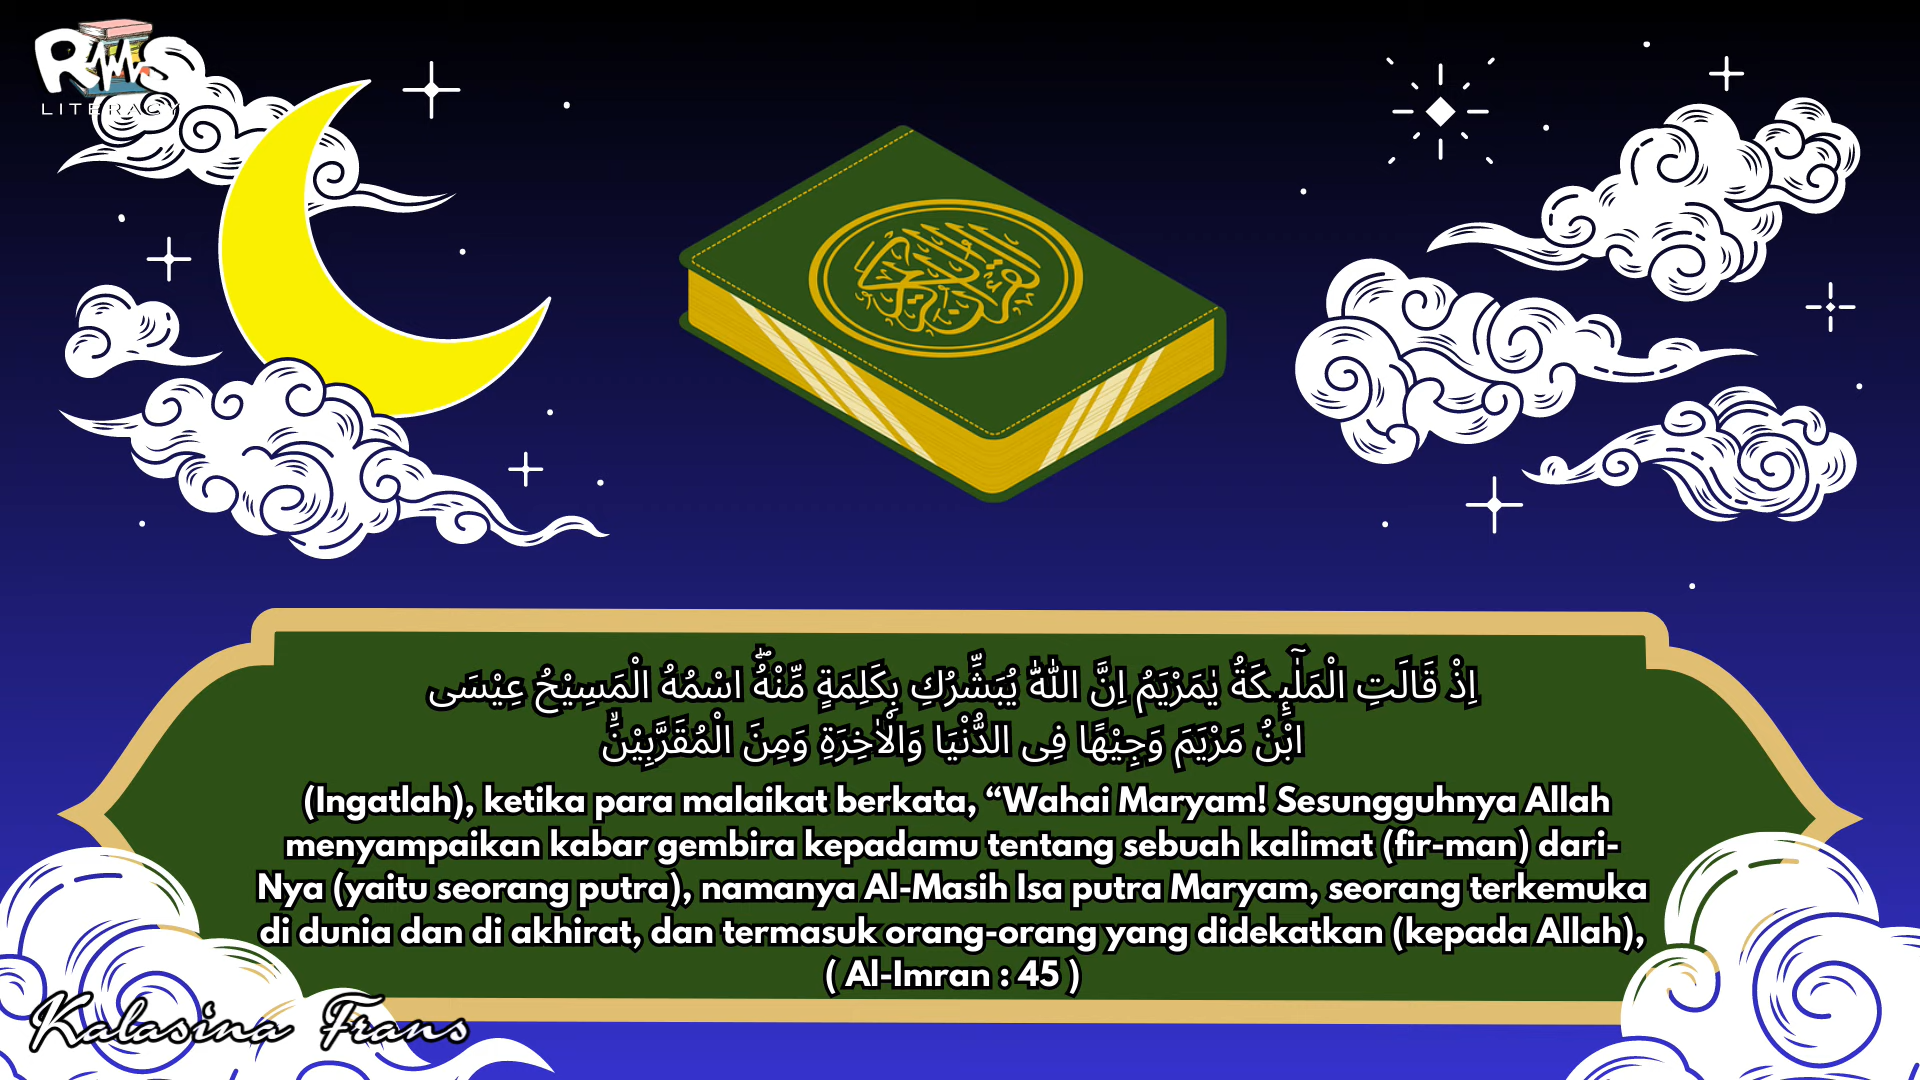 RMS
LITERACY
القرآن الكريم
اِذْ قَالَتِ الْمَلٰۤىِٕكَةُ يٰمَرْيَمُ اِنَّ اللّٰهَ يُبَشِّرُكِ بِكَلِمَةٍ مِّنْهُۖ اسْمُهُ الْمَسِيْحُ عِيْسَى
ابْنُ مَرْيَمَ وَجِيْهًا فِى الدُّنْيَا وَالْاٰخِرَةِ وَمِنَ الْمُقَرَّبِيْنَۙ
(Ingatlah), ketika para malaikat berkata, “Wahai Maryam! Sesungguhnya Allah
menyampaikan kabar gembira kepadamu tentang sebuah kalimat (fir-man) dari-
Nya (yaitu seorang putra), namanya Al-Masih Isa putra Maryam, seorang terkemuka
di dunia dan di akhirat, dan termasuk orang-orang yang didekatkan (kepada Allah),
( Al-Imran : 45 )
Kalasina Frans